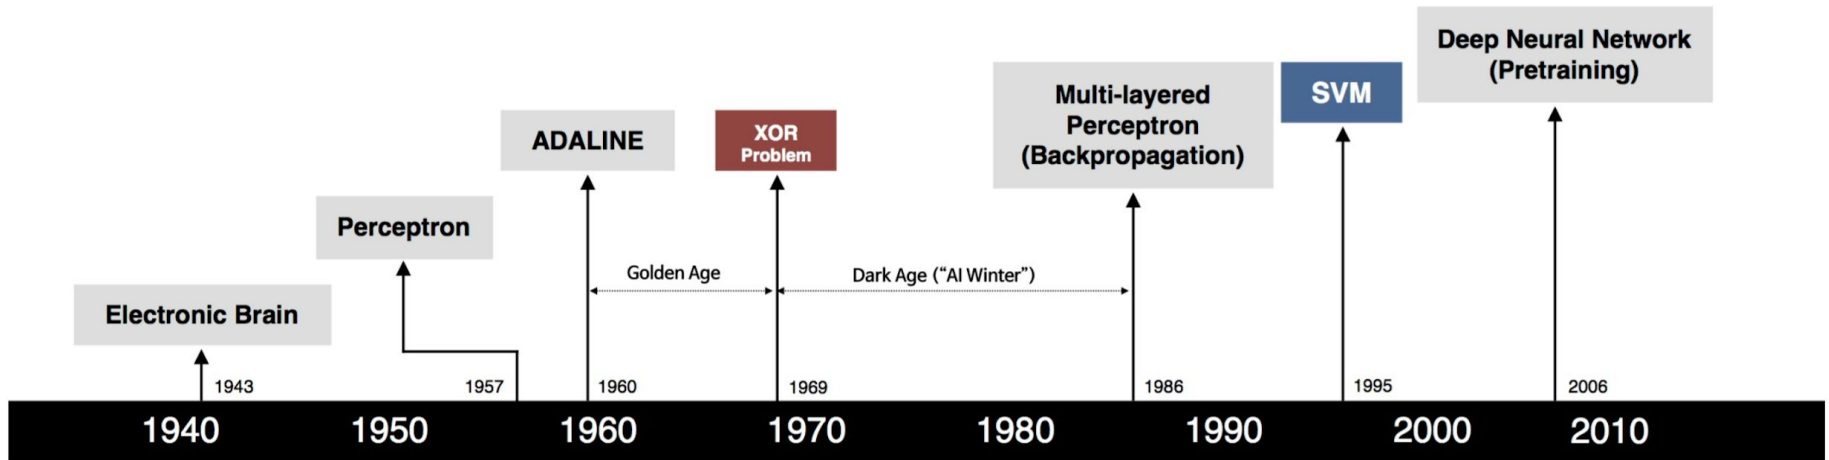 Deep Neural Network
(Pretraining)
Multi-layered
Perceptron
(Backpropagation)
SVM
ADALINE
XOR
Problem
Perceptron
Golden Age
Dark Age ("AI Winter")
Electronic Brain
1943
1957
1960
1969
1986
1995
2006
1940
1950
1960
1970
1980
1990
2000
2010